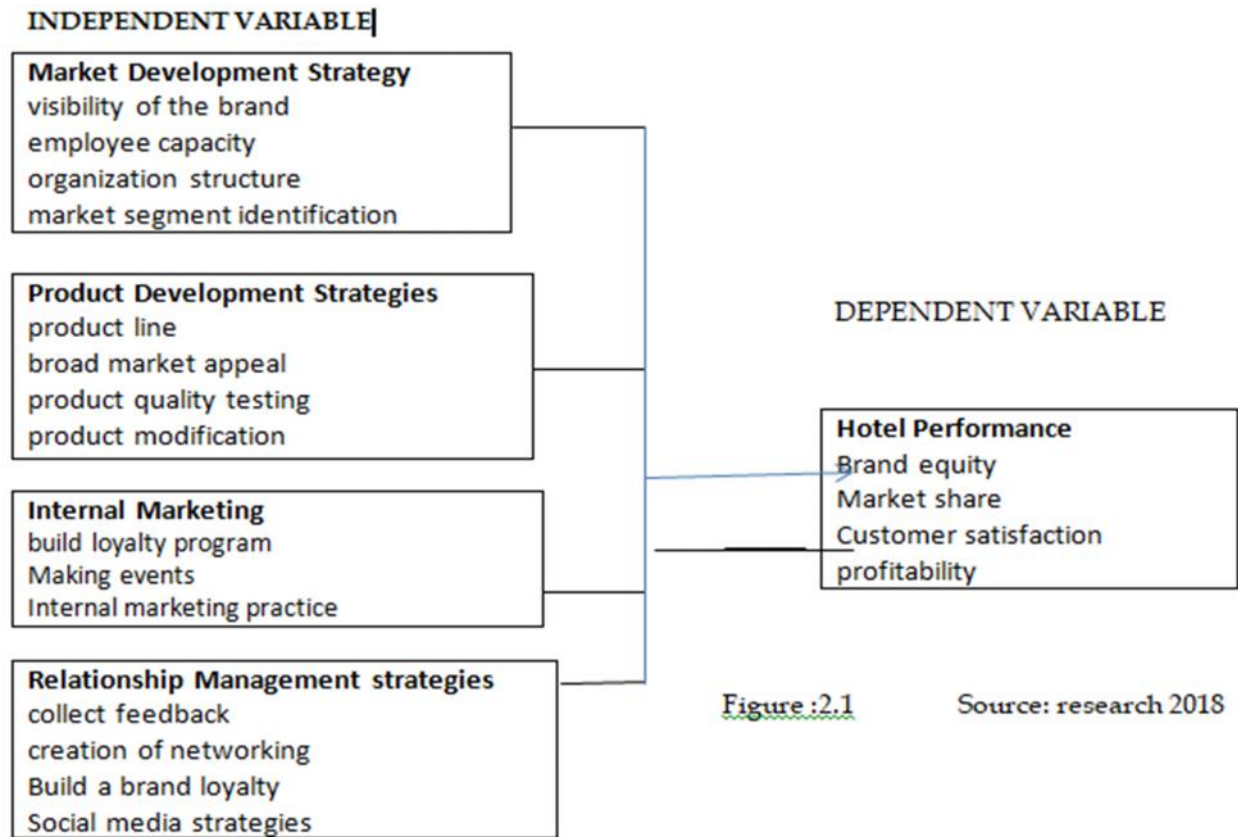 INDEPENDENT VARIABLE
Market Development Strategy
visibility of the brand
employee capacity
organization structure
market segment identification
Product Development Strategies
product line
broad market appeal
product quality testing
product modification
Internal Marketing
build loyalty program
Making events
Internal marketing practice
Relationship Management strategies
collect feedback
creation of networking
Build a brand loyalty
Social media strategies
DEPENDENT VARIABLE
Hotel Performance
Brand equity
Market share
Customer satisfaction
profitability
Figure :2.1 Source: research 2018